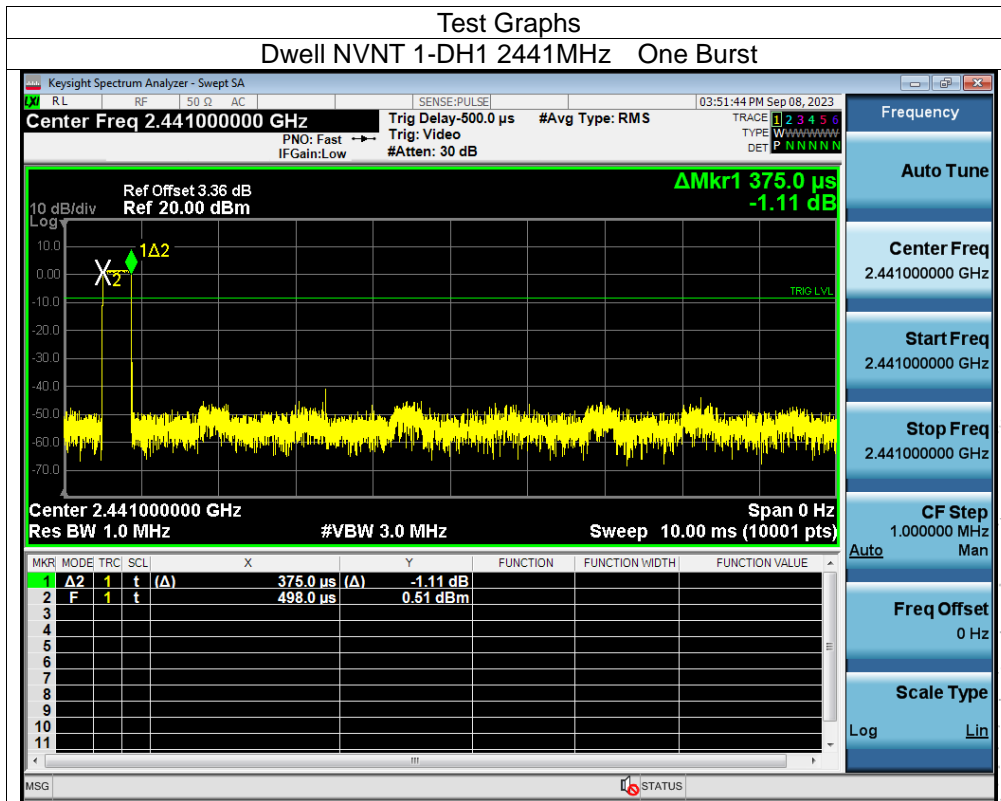 Test Graphs
Dwell NVNT 1-DH1 2441MHz One Burst
Keysight Spectrum Analyzer - Swept SA
LXI RL RF 50 Ω AC SENSE:PULSE 03:51:44 PM Sep 08, 2023
Center Freq 2.441000000 GHz Trig Delay-500.0 µs #Avg Type: RMS TRACE 1 2 3 4 5 6
PNO: Fast Trig: Video TYPE WWWWWWW
IFGain:Low #Atten: 30 dB DET P N N N N N
ΔMkr1 375.0 µs
-1.11 dB
Ref Offset 3.36 dB
10 dB/div Ref 20.00 dBm
Log
10.0
0.00
-10.0
-20.0
-30.0
-40.0
-50.0
-60.0
-70.0
1Δ2
X2
TRIG LVL
Center 2.441000000 GHz Span 0 Hz
Res BW 1.0 MHz #VBW 3.0 MHz Sweep 10.00 ms (10001 pts)
MKR MODE TRC SCL X Y FUNCTION FUNCTION WIDTH FUNCTION VALUE
1 Δ2 1 t (Δ) 375.0 µs (Δ) -1.11 dB
2 F 1 t 498.0 µs 0.51 dBm
3
4
5
6
7
8
9
10
11
MSG STATUS
Frequency
Auto Tune
Center Freq
2.441000000 GHz
Start Freq
2.441000000 GHz
Stop Freq
2.441000000 GHz
CF Step
1.000000 MHz
Auto Man
Freq Offset
0 Hz
Scale Type
Log Lin